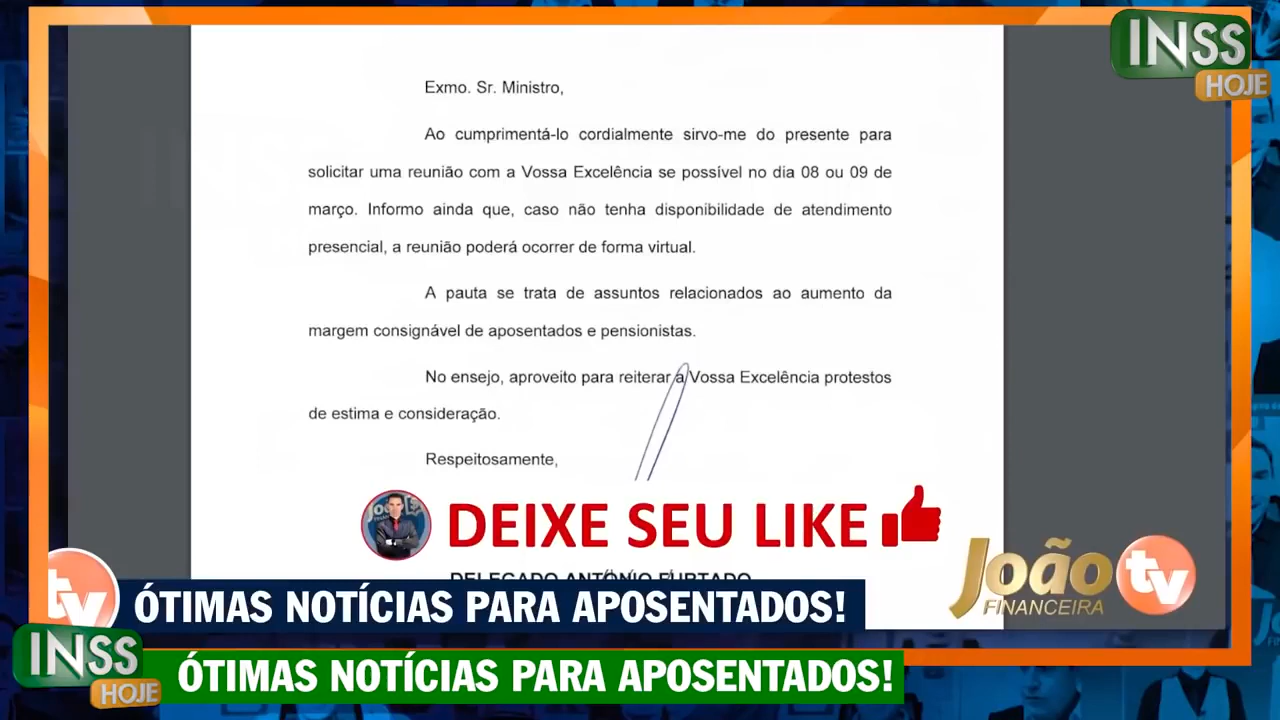 INSS
HOJE
Exmo. Sr. Ministro,
Ao cumprimentá-lo cordialmente sirvo-me do presente para
solicitar uma reunião com a Vossa Excelência se possível no dia 08 ou 09 de
março. Informo ainda que, caso não tenha disponibilidade de atendimento
presencial, a reunião poderá ocorrer de forma virtual.
A pauta se trata de assuntos relacionados ao aumento da
margem consignável de aposentados e pensionistas.
No ensejo, aproveito para reiterar a Vossa Excelência protestos
de estima e consideração.
Respeitosamente,
DEIXE SEU LIKE
DELEGADO ANTÔNIO FURTADO
João tv
FINANCEIRA
tv ÓTIMAS NOTÍCIAS PARA APOSENTADOS!
INSS
HOJE
ÓTIMAS NOTÍCIAS PARA APOSENTADOS!